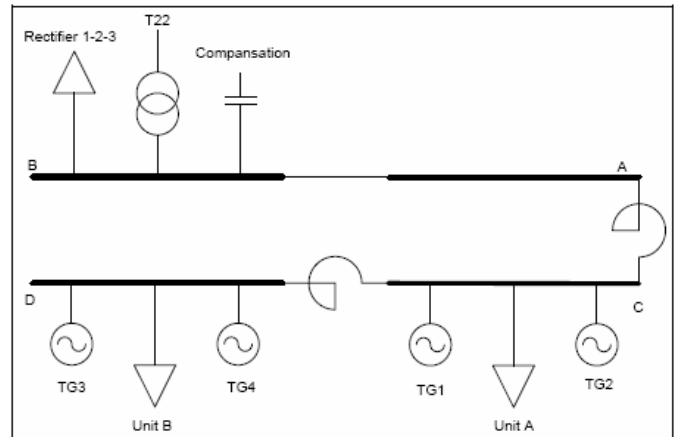 T22
Rectifier 1-2-3
Compansation
B
A
D
C
TG3
TG4
TG1
TG2
Unit B
Unit A